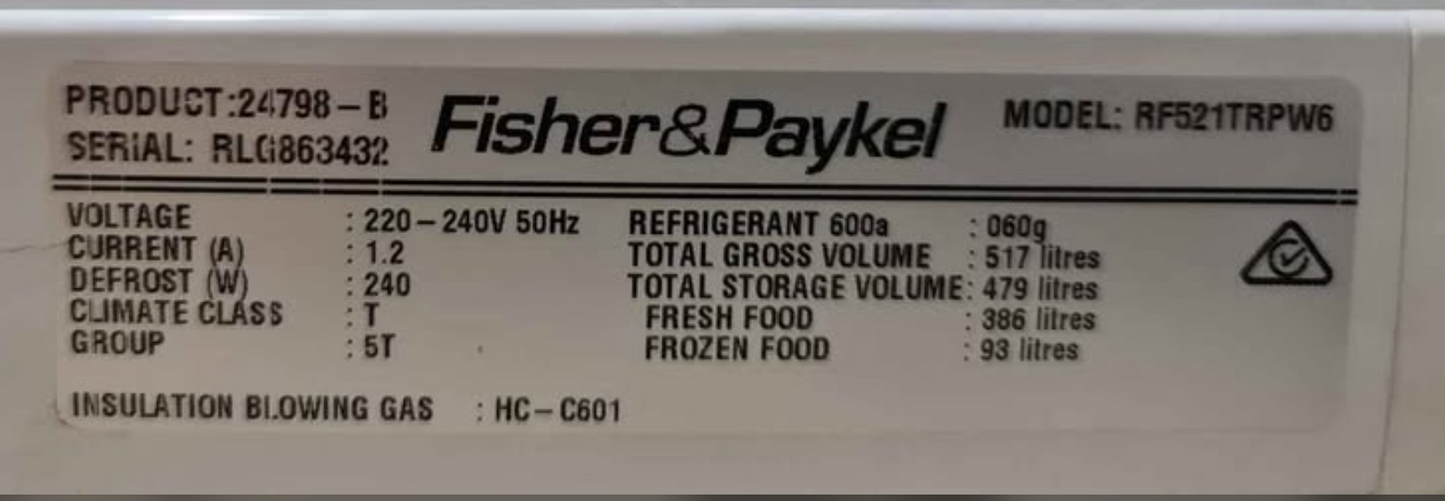 PRODUCT:24798-B
SERIAL: RLG863432
Fisher&Paykel
MODEL: RF521TRPW6
VOLTAGE : 220-240V 50Hz
CURRENT (A) : 1.2
DEFROST (W) : 240
CLIMATE CLASS : T
GROUP : 5T
REFRIGERANT 600a : 060g
TOTAL GROSS VOLUME : 517 litres
TOTAL STORAGE VOLUME: 479 litres
FRESH FOOD : 386 litres
FROZEN FOOD : 93 litres
INSULATION BLOWING GAS : HC-C601